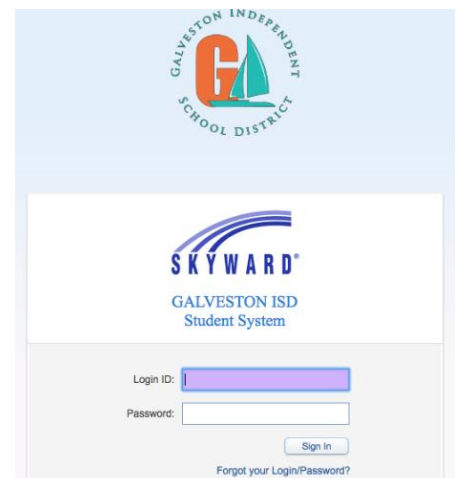 GALVESTON INDEPENDENT
SCHOOL DISTRICT
G
SKYWARD®
GALVESTON ISD
Student System
Login ID:
Password:
Sign In
Forgot your Login/Password?